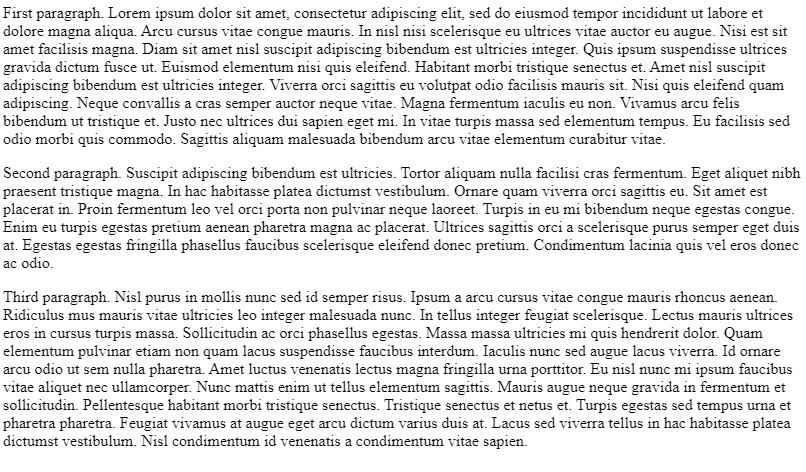 First paragraph. Lorem ipsum dolor sit amet, consectetur adipiscing elit, sed do eiusmod tempor incididunt ut labore et
dolore magna aliqua. Arcu cursus vitae congue mauris. In nisl nisi scelerisque eu ultrices vitae auctor eu augue. Nisi est sit
amet facilisis magna. Diam sit amet nisl suscipit adipiscing bibendum est ultricies integer. Quis ipsum suspendisse ultrices
gravida dictum fusce ut. Euismod elementum nisi quis eleifend. Habitant morbi tristique senectus et. Amet nisl suscipit
adipiscing bibendum est ultricies integer. Viverra orci sagittis eu volutpat odio facilisis mauris sit. Nisi quis eleifend quam
adipiscing. Neque convallis a cras semper auctor neque vitae. Magna fermentum iaculis eu non. Vivamus arcu felis
bibendum ut tristique et. Justo nec ultrices dui sapien eget mi. In vitae turpis massa sed elementum tempus. Eu facilisis sed
odio morbi quis commodo. Sagittis aliquam malesuada bibendum arcu vitae elementum curabitur vitae.
Second paragraph. Suscipit adipiscing bibendum est ultricies. Tortor aliquam nulla facilisi cras fermentum. Eget aliquet nibh
praesent tristique magna. In hac habitasse platea dictumst vestibulum. Ornare quam viverra orci sagittis eu. Sit amet est
placerat in. Proin fermentum leo vel orci porta non pulvinar neque laoreet. Turpis in eu mi bibendum neque egestas congue.
Enim eu turpis egestas pretium aenean pharetra magna ac placerat. Ultrices sagittis orci a scelerisque purus semper eget duis
at. Egestas egestas fringilla phasellus faucibus scelerisque eleifend donec pretium. Condimentum lacinia quis vel eros donec
ac odio.
Third paragraph. Nisl purus in mollis nunc sed id semper risus. Ipsum a arcu cursus vitae congue mauris rhoncus aenean.
Ridiculus mus mauris vitae ultricies leo integer malesuada nunc. In tellus integer feugiat scelerisque. Lectus mauris ultrices
eros in cursus turpis massa. Sollicitudin ac orci phasellus egestas. Massa massa ultricies mi quis hendrerit dolor. Quam
elementum pulvinar etiam non quam lacus suspendisse faucibus interdum. Iaculis nunc sed augue lacus viverra. Id ornare
arcu odio ut sem nulla pharetra. Amet luctus venenatis lectus magna fringilla urna porttitor. Eu nisl nunc mi ipsum faucibus
vitae aliquet nec ullamcorper. Nunc mattis enim ut tellus elementum sagittis. Mauris augue neque gravida in fermentum et
sollicitudin. Pellentesque habitant morbi tristique senectus. Tristique senectus et netus et. Turpis egestas sed tempus urna et
pharetra pharetra. Feugiat vivamus at augue eget arcu dictum varius duis at. Lacus sed viverra tellus in hac habitasse platea
dictumst vestibulum. Nisl condimentum id venenatis a condimentum vitae sapien.